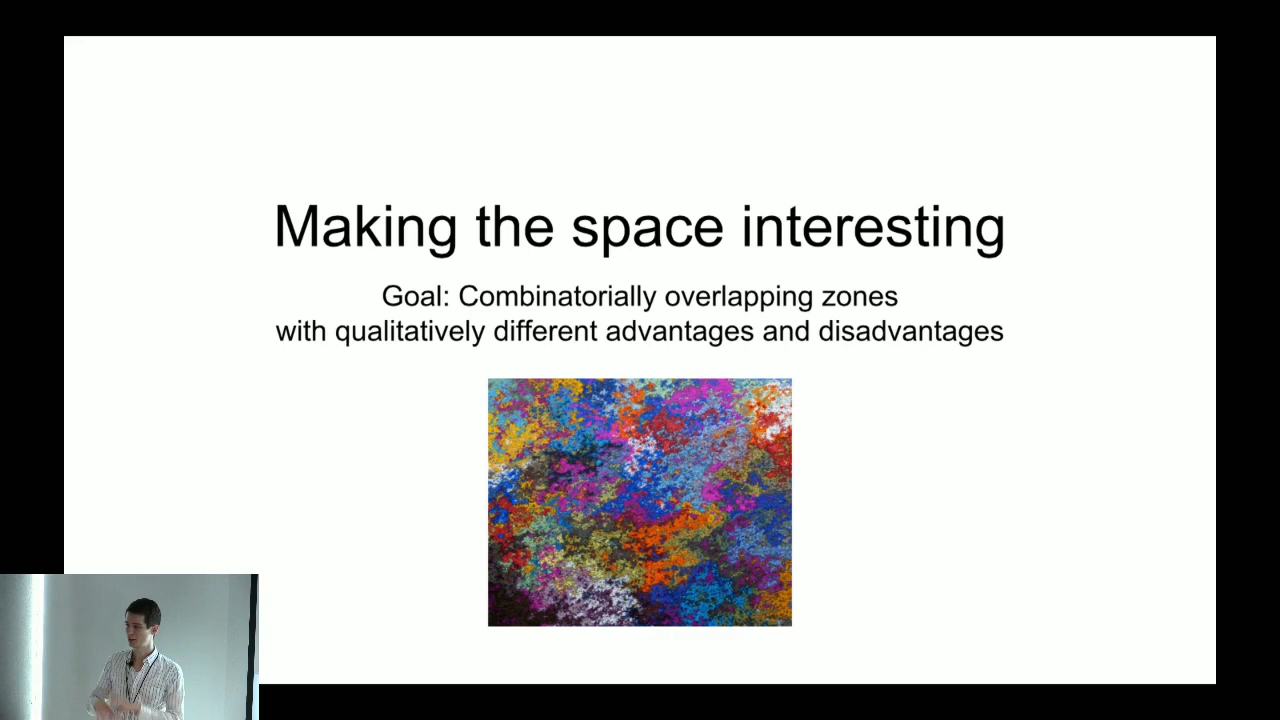 Making the space interesting
Goal: Combinatorially overlapping zones
with qualitatively different advantages and disadvantages